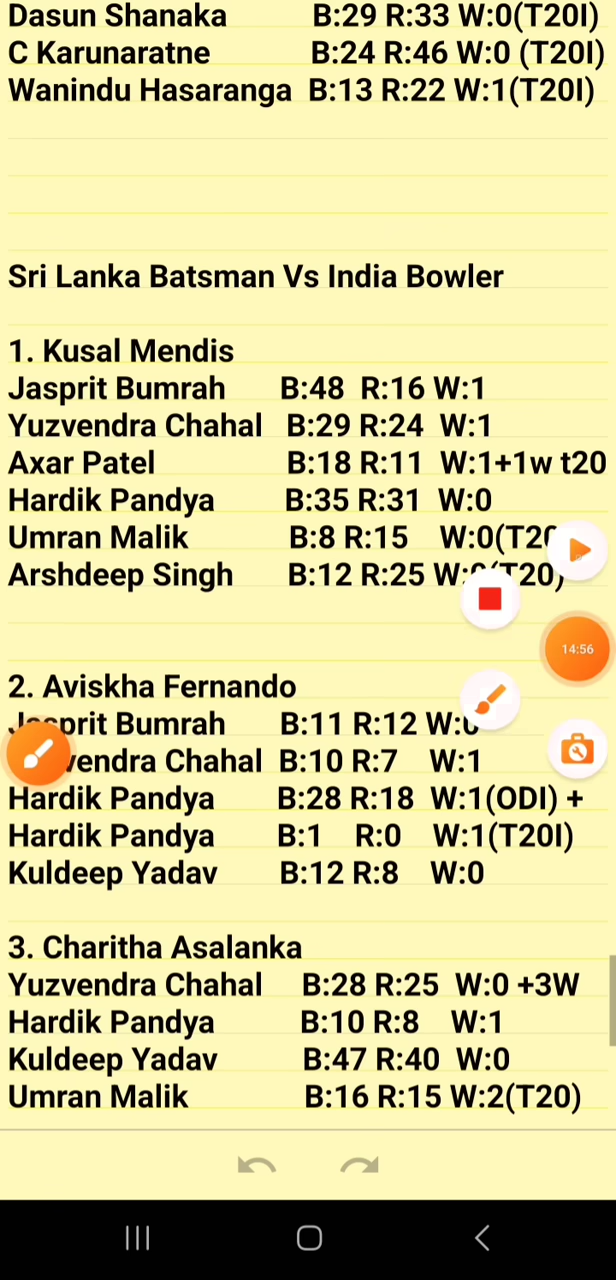 Dasun Shanaka B:29 R:33 W:0(T20I)
C Karunaratne B:24 R:46 W:0 (T20I)
Wanindu Hasaranga B:13 R:22 W:1(T20I)
Sri Lanka Batsman Vs India Bowler
1. Kusal Mendis
Jasprit Bumrah B:48 R:16 W:1
Yuzvendra Chahal B:29 R:24 W:1
Axar Patel B:18 R:11 W:1+1w t20
Hardik Pandya B:35 R:31 W:0
Umran Malik B:8 R:15
Arshdeep Singh B:12 R:25
14:56
2. Aviskha Fernando
Bumrah B:11 R:12
Chahal B:10 R:7 W:1
Hardik Pandya B:28 R:18 W:1(ODI) +
Hardik Pandya B:1 R:0 W:1(T20I)
Kuldeep Yadav B:12 R:8 W:0
3. Charitha Asalanka
Yuzvendra Chahal B:28 R:25 W:0 +3W
Hardik Pandya B:10 R:8 W:1
Kuldeep Yadav B:47 R:40 W:0
Umran Malik B:16 R:15 W:2(T20)